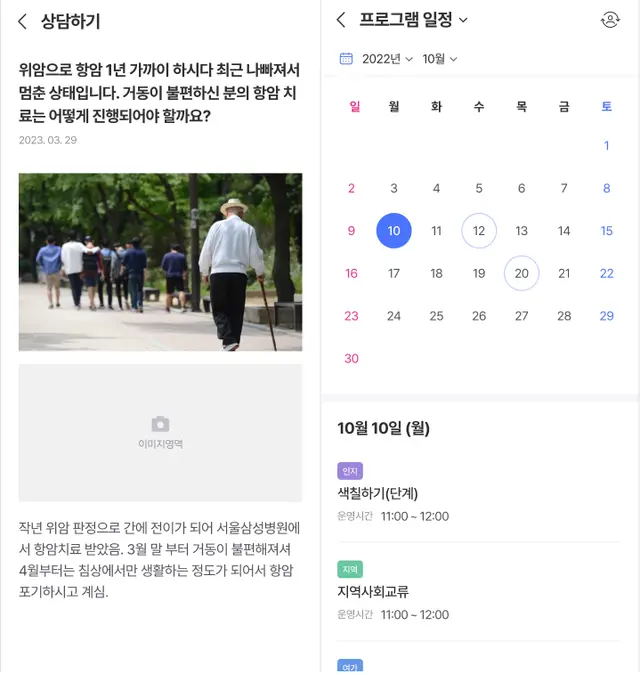 상담하기
위암으로 항암 1년 가까이 하시다 최근 나빠져서
멈춘 상태입니다. 거동이 불편하신 분의 항암 치
료는 어떻게 진행되어야 할까요?
2023. 03. 29
이미지영역
작년 위암 판정으로 간에 전이가 되어 서울삼성병원에
서 항암치료 받았음. 3월 말 부터 거동이 불편해져셔
4월부터는 침상에서만 생활하는 정도가 되어서 항암
포기하시고 계심.
프로그램 일정
2022년 10월
일 월 화 수 목 금 토
1
2 3 4 5 6 7 8
9 10 11 12 13 14 15
16 17 18 19 20 21 22
23 24 25 26 27 28 29
30
10월 10일 (월)
인지
색칠하기(단계)
운영시간 11:00 ~ 12:00
지역
지역사회교류
운영시간 11:00 ~ 12:00
여가